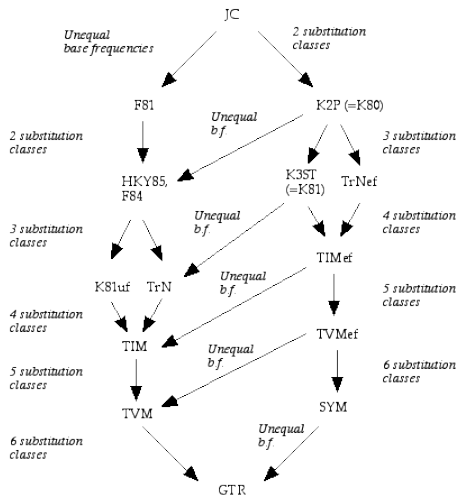 JC
Unequal
base frequencies
2 substitution
classes
F81
K2P (=K80)
Unequal
b.f.
2 substitution
classes
3 substitution
classes
HKY85,
F84
K3ST
(=K81)
TrNef
Unequal
b.f.
3 substitution
classes
4 substitution
classes
TIMef
K81uf
TrN
Unequal
b.f.
5 substitution
classes
4 substitution
classes
TIM
TVMef
Unequal
b.f.
5 substitution
classes
6 substitution
classes
TVM
SYM
6 substitution
classes
Unequal
b.f.
GTR